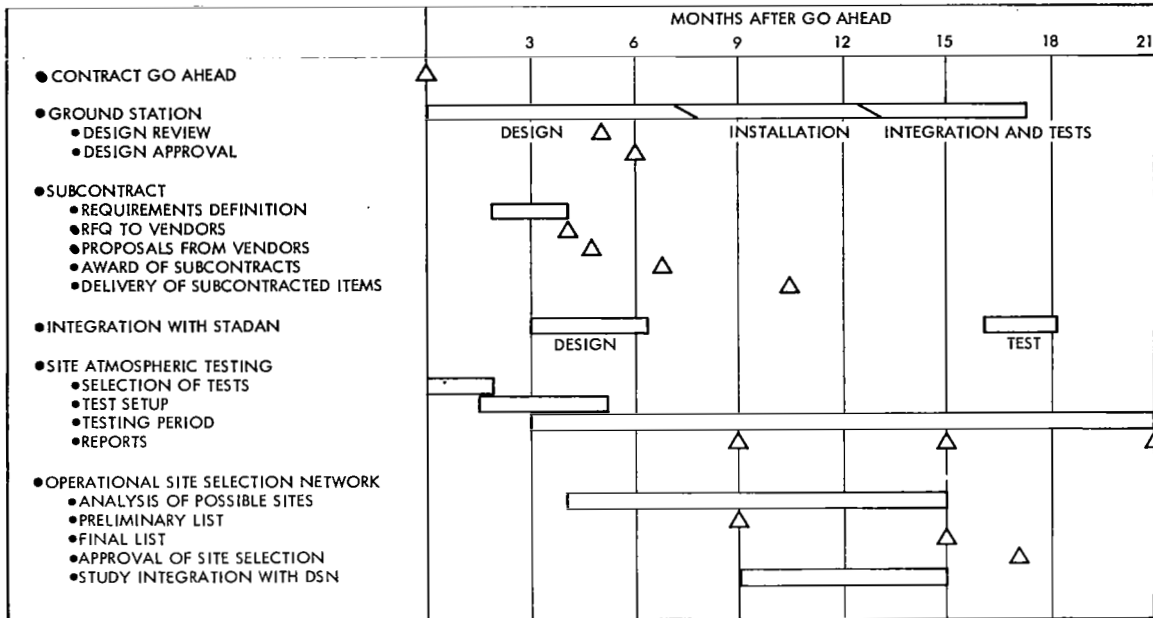 MONTHS AFTER GO AHEAD
3 6 9 12 15 18 21
●CONTRACT GO AHEAD
●GROUND STATION
●DESIGN REVIEW
●DESIGN APPROVAL
DESIGN INSTALLATION INTEGRATION AND TESTS
●SUBCONTRACT
●REQUIREMENTS DEFINITION
●RFQ TO VENDORS
●PROPOSALS FROM VENDORS
●AWARD OF SUBCONTRACTS
●DELIVERY OF SUBCONTRACTED ITEMS
●INTEGRATION WITH STADAN
DESIGN TEST
●SITE ATMOSPHERIC TESTING
●SELECTION OF TESTS
●TEST SETUP
●TESTING PERIOD
●REPORTS
●OPERATIONAL SITE SELECTION NETWORK
●ANALYSIS OF POSSIBLE SITES
●PRELIMINARY LIST
●FINAL LIST
●APPROVAL OF SITE SELECTION
●STUDY INTEGRATION WITH DSN